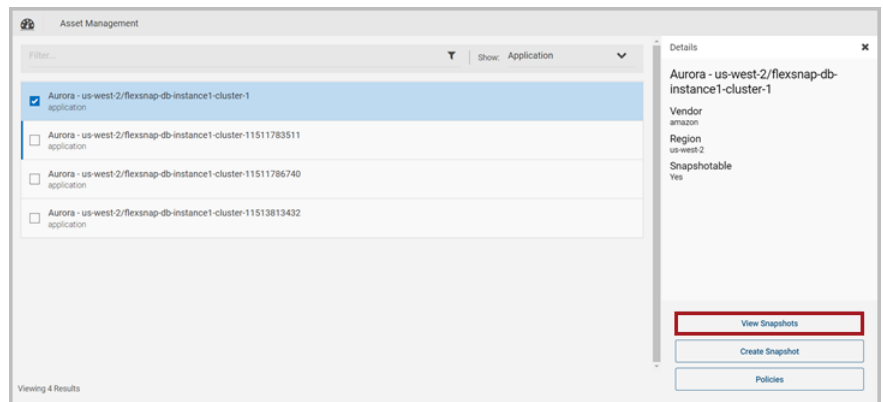 Asset Management
Filter...
Show: Application
Aurora - us-west-2/flexsnap-db-instance1-cluster-1
application
Aurora - us-west-2/flexsnap-db-instance1-cluster-11511783511
application
Aurora - us-west-2/flexsnap-db-instance1-cluster-11511786740
application
Aurora - us-west-2/flexsnap-db-instance1-cluster-11513813432
application
Viewing 4 Results
Details
Aurora - us-west-2/flexsnap-db-
instance1-cluster-1
Vendor
amazon
Region
us-west-2
Snapshotable
Yes
View Snapshots
Create Snapshot
Policies